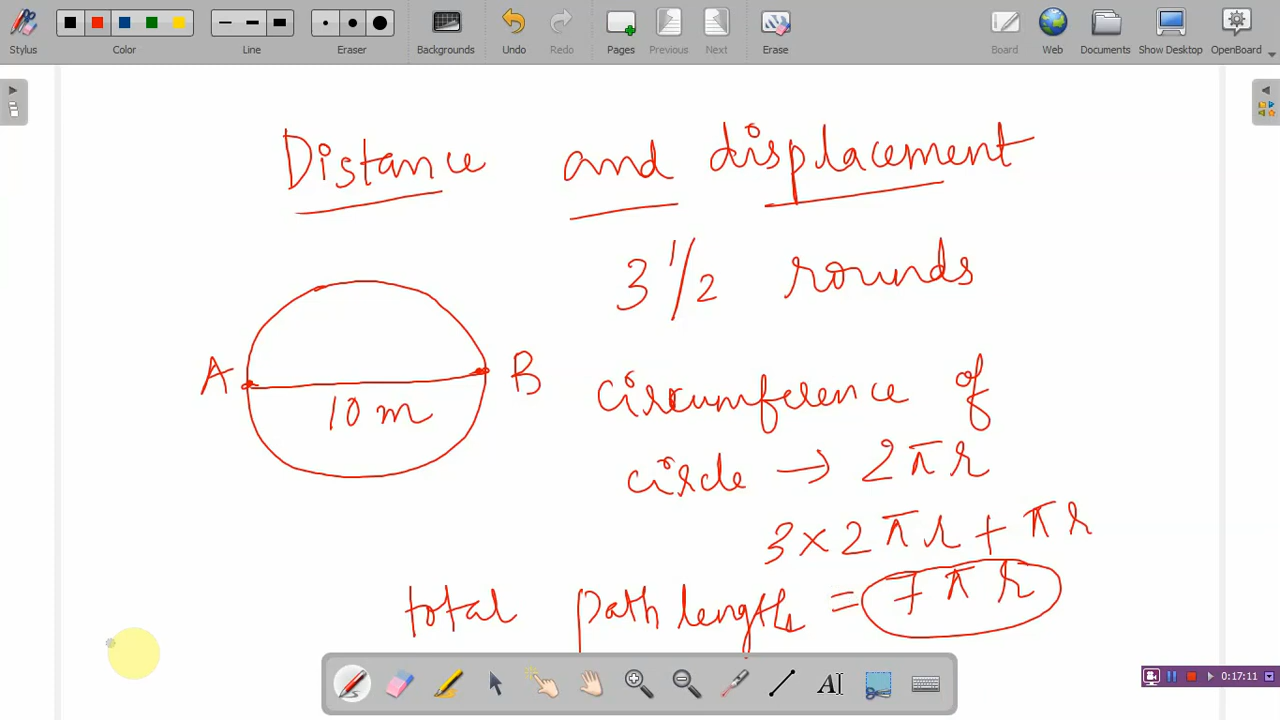 Stylus Color Line Eraser Backgrounds Undo Redo Pages Previous Next Erase Board Web Documents Show Desktop OpenBoard
Distance and displacement
3 1/2 rounds
A B
10 m
circumference of
circle → 2πr
3 × 2πr + πr
total path length = 7πr
AI
0:17:11